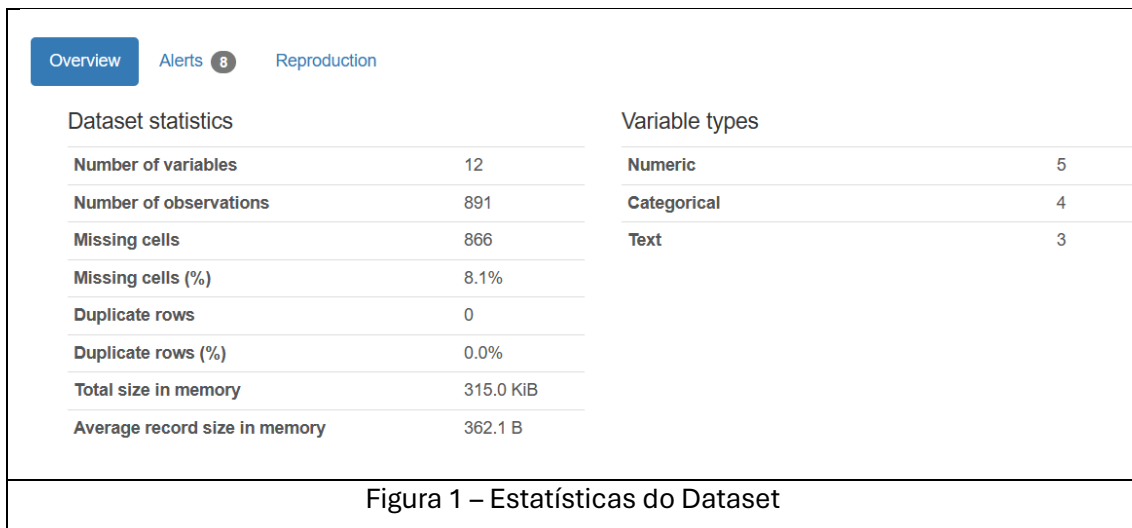 Overview Alerts 8 Reproduction
Dataset statistics
Number of variables 12
Number of observations 891
Missing cells 866
Missing cells (%) 8.1%
Duplicate rows 0
Duplicate rows (%) 0.0%
Total size in memory 315.0 KiB
Average record size in memory 362.1 B
Variable types
Numeric 5
Categorical 4
Text 3
Figura 1 – Estatísticas do Dataset